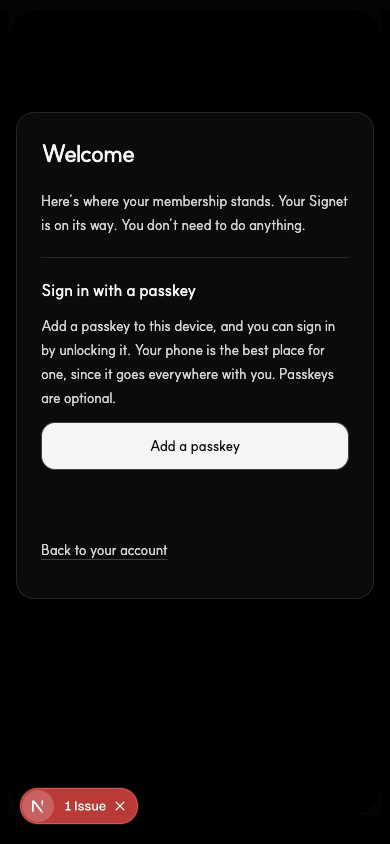 Welcome
Here's where your membership stands. Your Signet
is on its way. You don't need to do anything.
Sign in with a passkey
Add a passkey to this device, and you can sign in
by unlocking it. Your phone is the best place for
one, since it goes everywhere with you. Passkeys
are optional.
Add a passkey
Back to your account
N 1 Issue